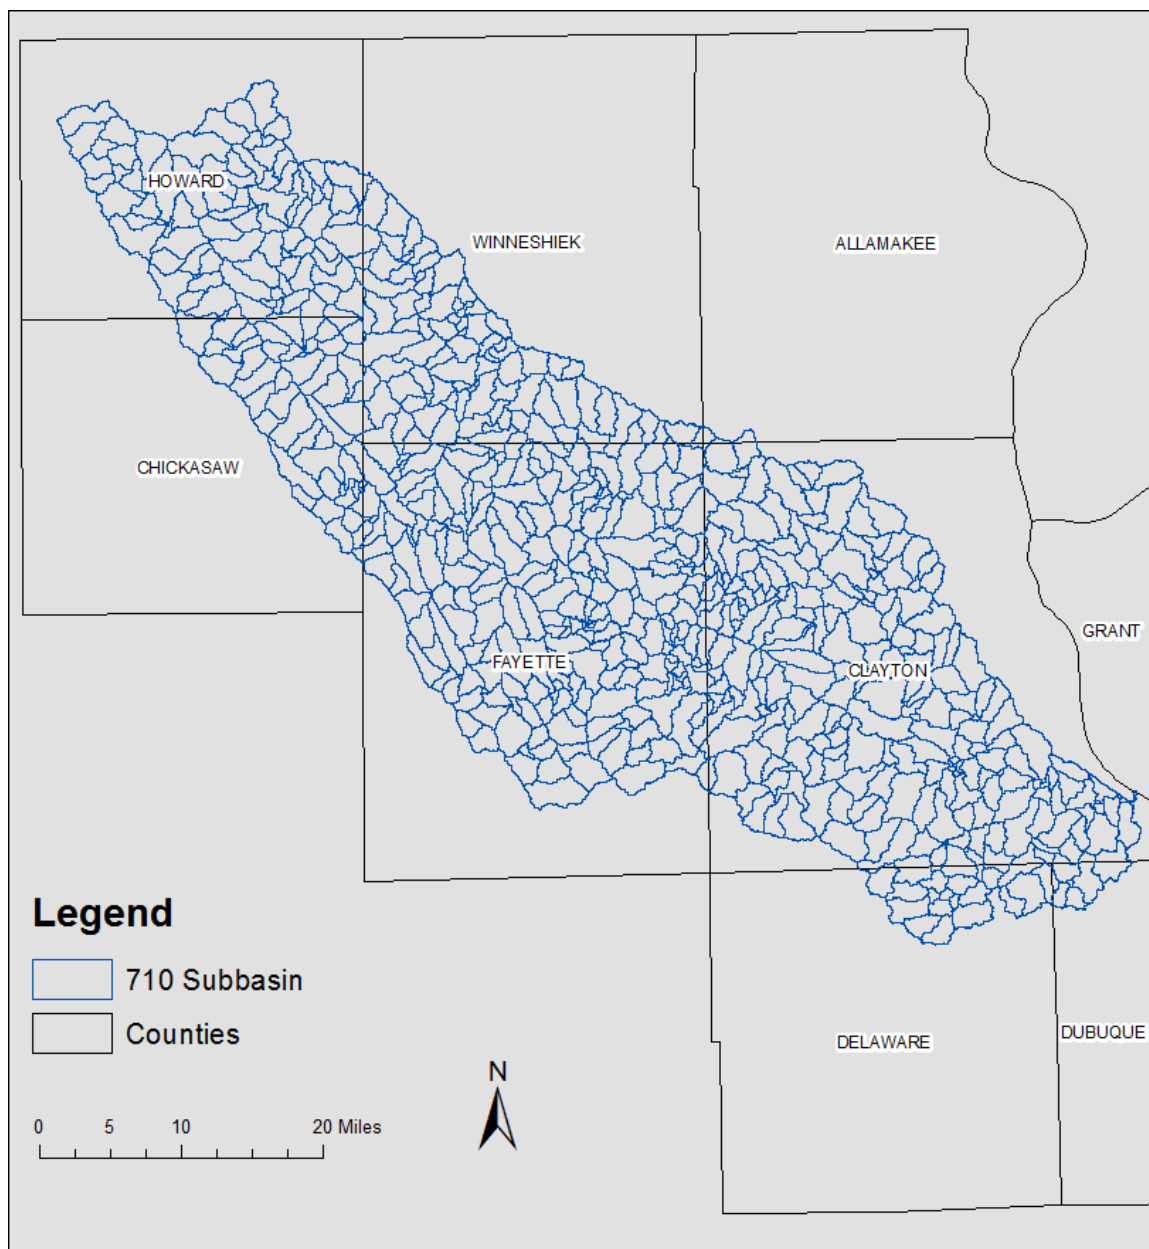 HOWARD
WINNESHIEK
ALLAMAKEE
CHICKASAW
GRANT
FAYETTE
CLAYTON
Legend
710 Subbasin
Counties
DELAWARE
DUBUQUE
N
0 5 10 20 Miles